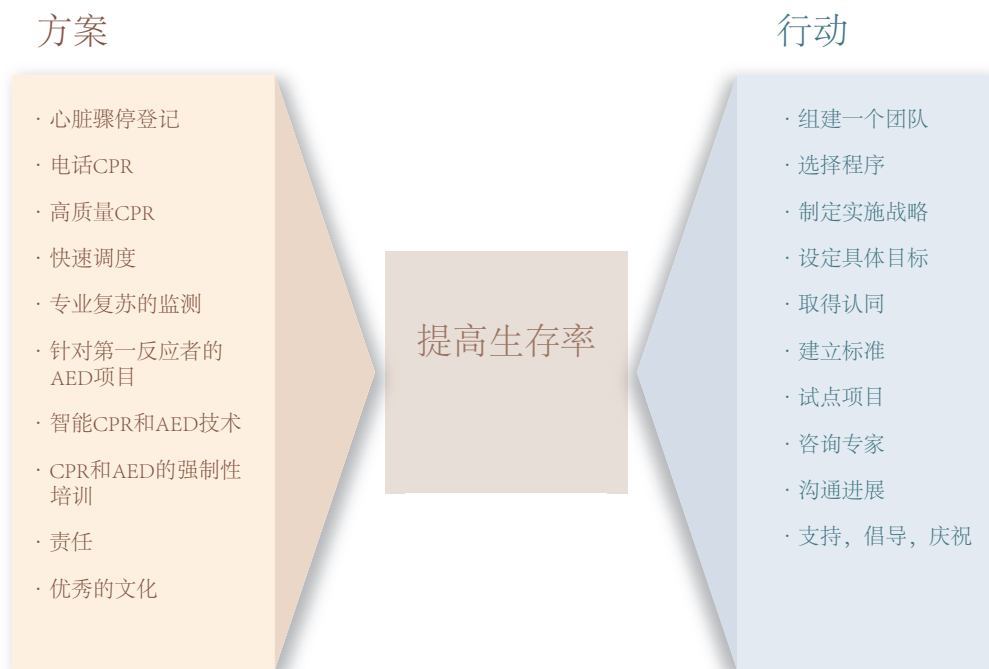 方案
· 心脏骤停登记
· 电话CPR
· 高质量CPR
· 快速调度
· 专业复苏的监测
· 针对第一反应者的
AED项目
· 智能CPR和AED技术
· CPR和AED的强制性
培训
· 责任
· 优秀的文化
提高生存率
行动
· 组建一个团队
· 选择程序
· 制定实施战略
· 设定具体目标
· 取得认同
· 建立标准
· 试点项目
· 咨询专家
· 沟通进展
· 支持，倡导，庆祝